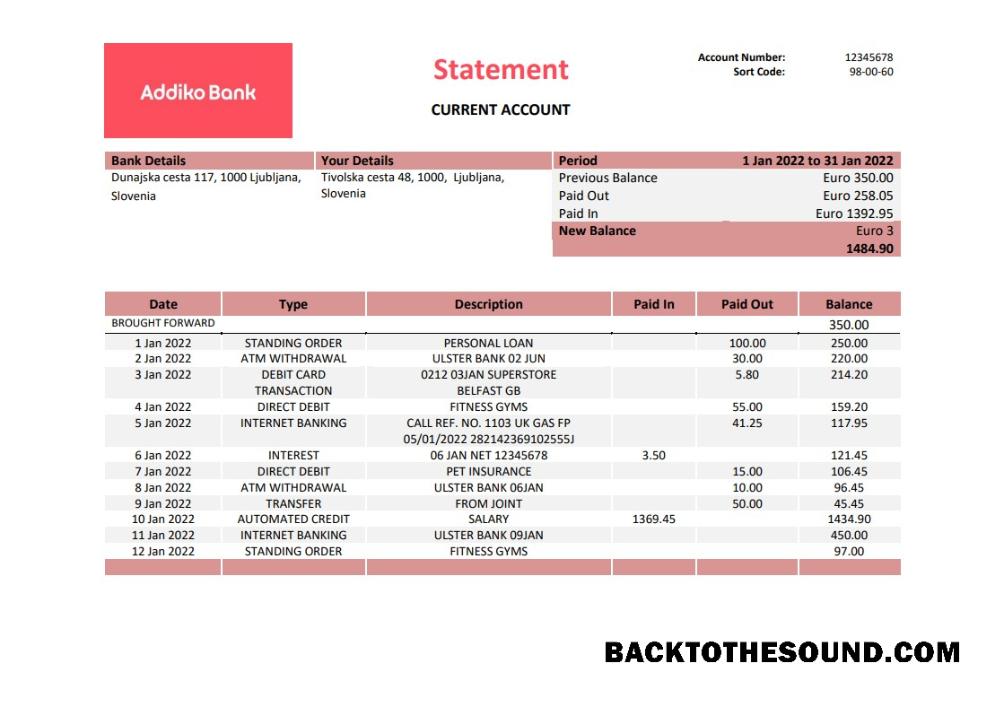 Addiko Bank
Statement
CURRENT ACCOUNT
Account Number: 12345678
Sort Code: 98-00-60
Bank Details Your Details Period 1 Jan 2022 to 31 Jan 2022
Dunajska cesta 117, 1000 Ljubljana, Tivolska cesta 48, 1000, Ljubljana, Previous Balance Euro 350.00
Slovenia Slovenia Paid Out Euro 258.05
Paid In Euro 1392.95
New Balance Euro 3
1484.90
Date Type Description Paid In Paid Out Balance
BROUGHT FORWARD 350.00
1 Jan 2022 STANDING ORDER PERSONAL LOAN 100.00 250.00
2 Jan 2022 ATM WITHDRAWAL ULSTER BANK 02 JUN 30.00 220.00
3 Jan 2022 DEBIT CARD 0212 03JAN SUPERSTORE 5.80 214.20
TRANSACTION BELFAST GB
4 Jan 2022 DIRECT DEBIT FITNESS GYMS 55.00 159.20
5 Jan 2022 INTERNET BANKING CALL REF. NO. 1103 UK GAS FP 41.25 117.95
05/01/2022 282142369102555J
6 Jan 2022 INTEREST 06 JAN NET 12345678 3.50 121.45
7 Jan 2022 DIRECT DEBIT PET INSURANCE 15.00 106.45
8 Jan 2022 ATM WITHDRAWAL ULSTER BANK 06JAN 10.00 96.45
9 Jan 2022 TRANSFER FROM JOINT 50.00 45.45
10 Jan 2022 AUTOMATED CREDIT SALARY 1369.45 1434.90
11 Jan 2022 INTERNET BANKING ULSTER BANK 09JAN 450.00
12 Jan 2022 STANDING ORDER FITNESS GYMS 97.00
BACKTOTHESOUND.COM